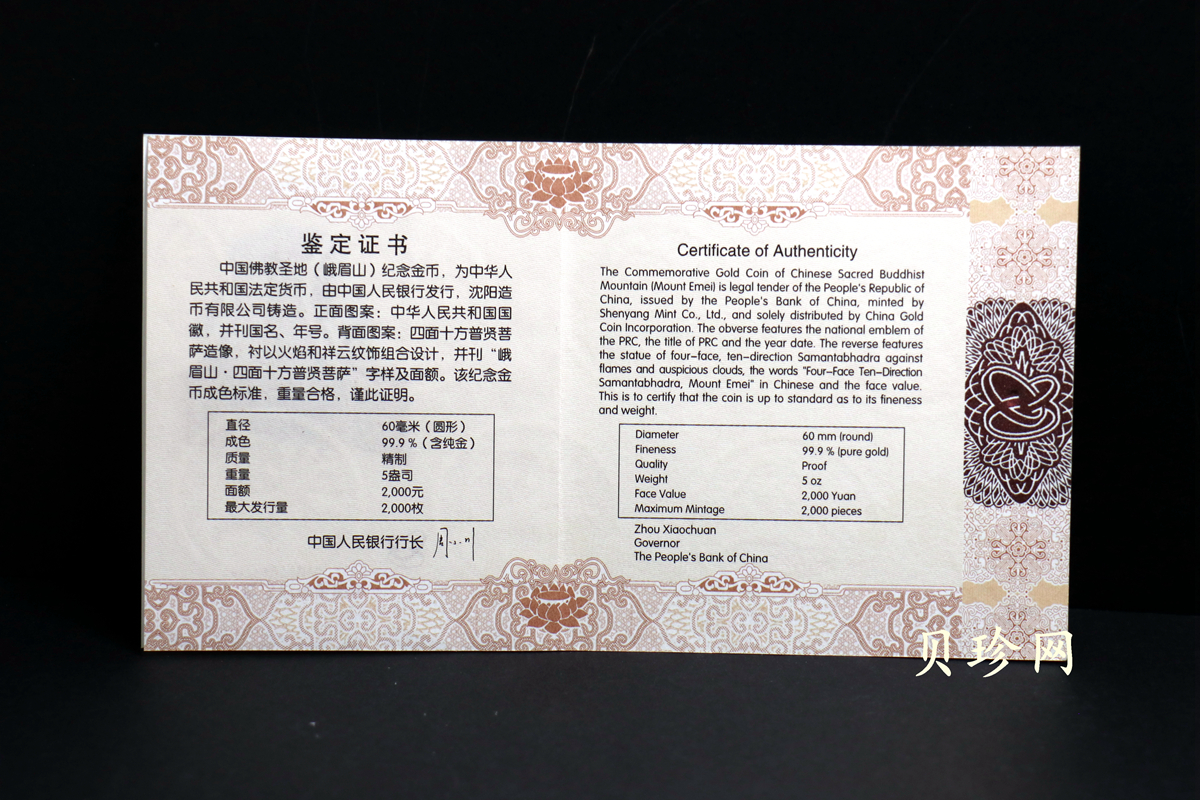 鉴定证书
中国佛教圣地（峨眉山）纪念金币，为中华人
民共和国法定货币，由中国人民银行发行，沈阳造
币有限公司铸造。正面图案：中华人民共和国国
徽，并刊国名、年号。背面图案：四面十方普贤菩
萨造像，衬以火焰和祥云纹饰组合设计，并刊“峨
眉山·四面十方普贤菩萨”字样及面额。该纪念金
币成色标准，重量合格，谨此证明。
直径 60毫米（圆形）
成色 99.9％（含纯金）
质量 精制
重量 5盎司
面额 2,000元
最大发行量 2,000枚
中国人民银行行长
Certificate of Authenticity
The Commemorative Gold Coin of Chinese Sacred Buddhist
Mountain (Mount Emei) is legal tender of the People's Republic of
China, issued by the People's Bank of China, minted by
Shenyang Mint Co., Ltd., and solely distributed by China Gold
Coin Incorporation. The obverse features the national emblem of
the PRC, the title of PRC and the year date. The reverse features
the statue of four-face, ten-direction Samantabhadra against
flames and auspicious clouds, the words "Four-Face Ten-Direction
Samantabhadra, Mount Emei" in Chinese and the face value.
This is to certify that the coin is up to standard as to its fineness
and weight.
Diameter 60 mm (round)
Fineness 99.9 % (pure gold)
Quality Proof
Weight 5 oz
Face Value 2,000 Yuan
Maximum Mintage 2,000 pieces
Zhou Xiaochuan
Governor
The People's Bank of China
贝珍网